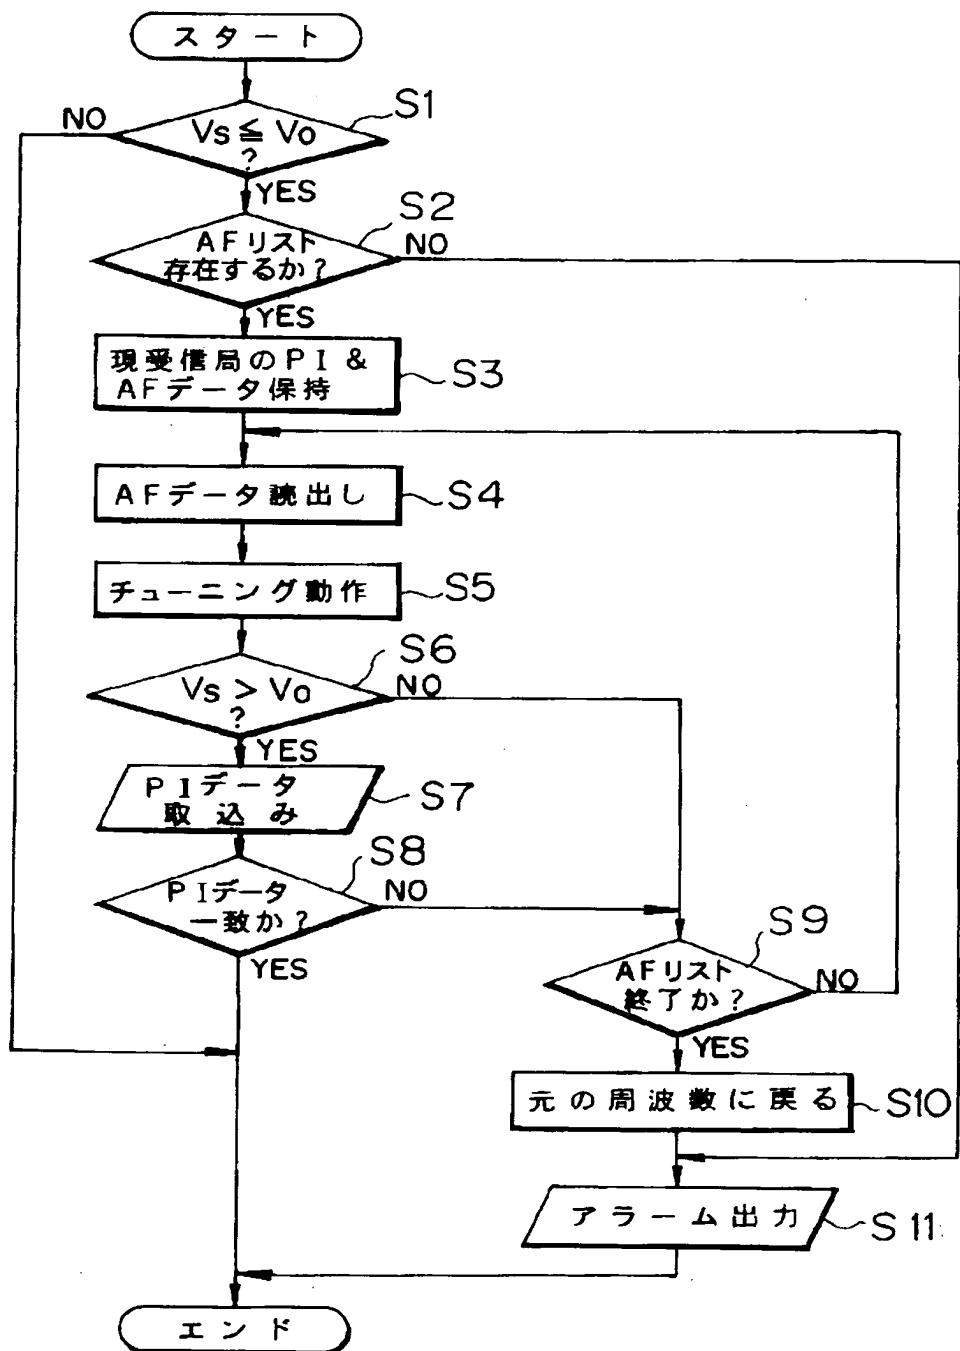 スタート
S1
NO
Vs ≦ Vo
?
YES
S2
AFリスト
存在するか?
NO
YES
現受信局のPI &
AFデータ保持
S3
AFデータ読出し
S4
チューニング動作
S5
S6
Vs > Vo
?
NO
YES
PIデータ
取込み
S7
S8
PIデータ
一致か?
NO
YES
S9
AFリスト
終了か?
NO
YES
元の周波数に戻る
S10
アラーム出力
S11
エンド